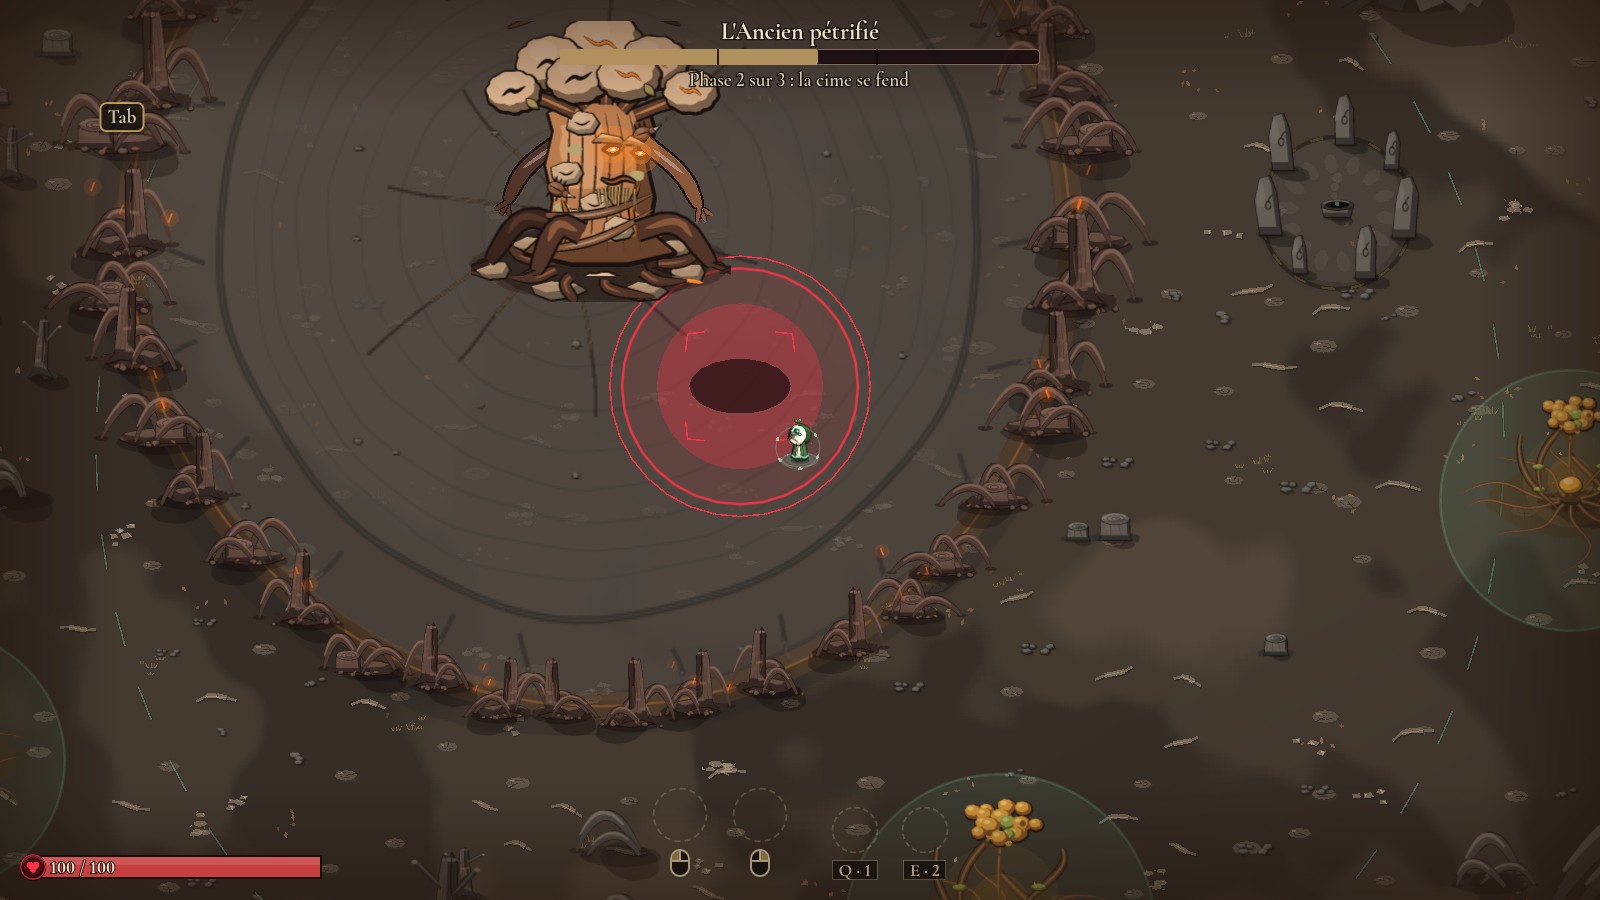 L'Ancien pétrifié
Phase 2 sur 3 : la cime se fend
Tab
100 / 100
Q · 1
E · 2